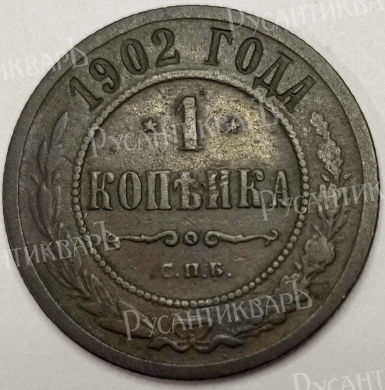 1902 ГОДА
* 1 *
КОПѢЙКА
С.П.Б.
РусантикварЪ
РусантикварЪ
РусантикварЪ
РусантикварЪ
РусантикварЪ